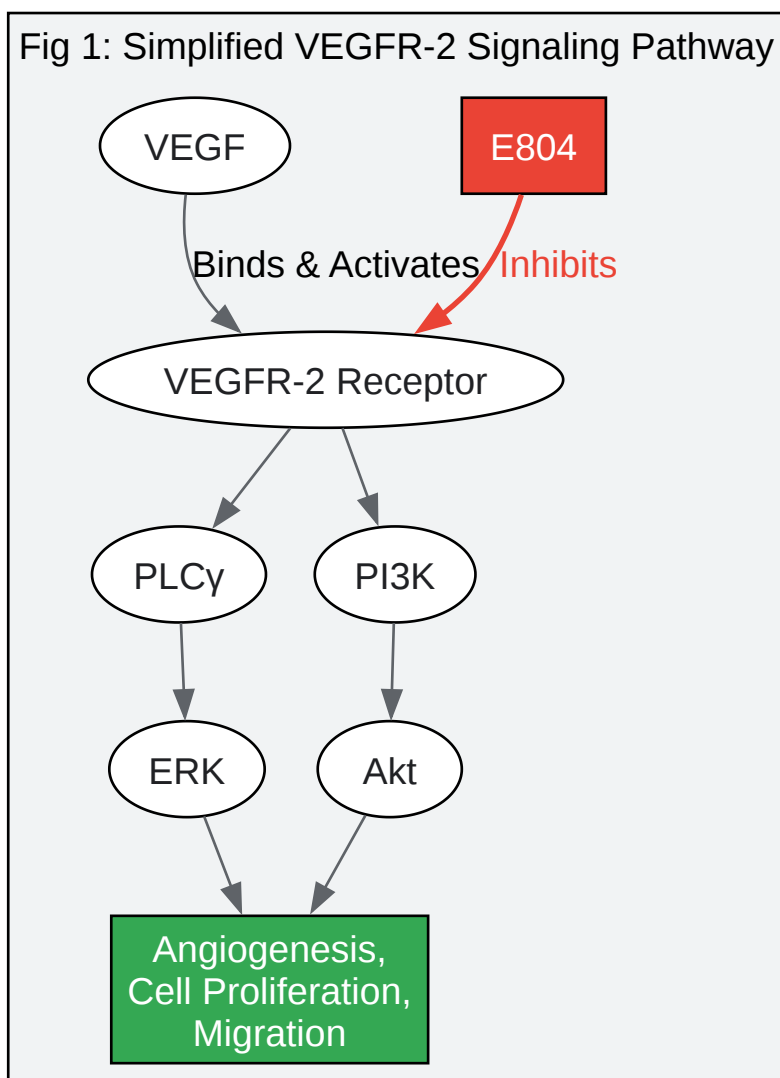 Fig 1: Simplified VEGFR-2 Signaling Pathway
VEGF
E804
Binds & Activates
Inhibits
VEGFR-2 Receptor
PLCγ
PI3K
ERK
Akt
Angiogenesis,
Cell Proliferation,
Migration